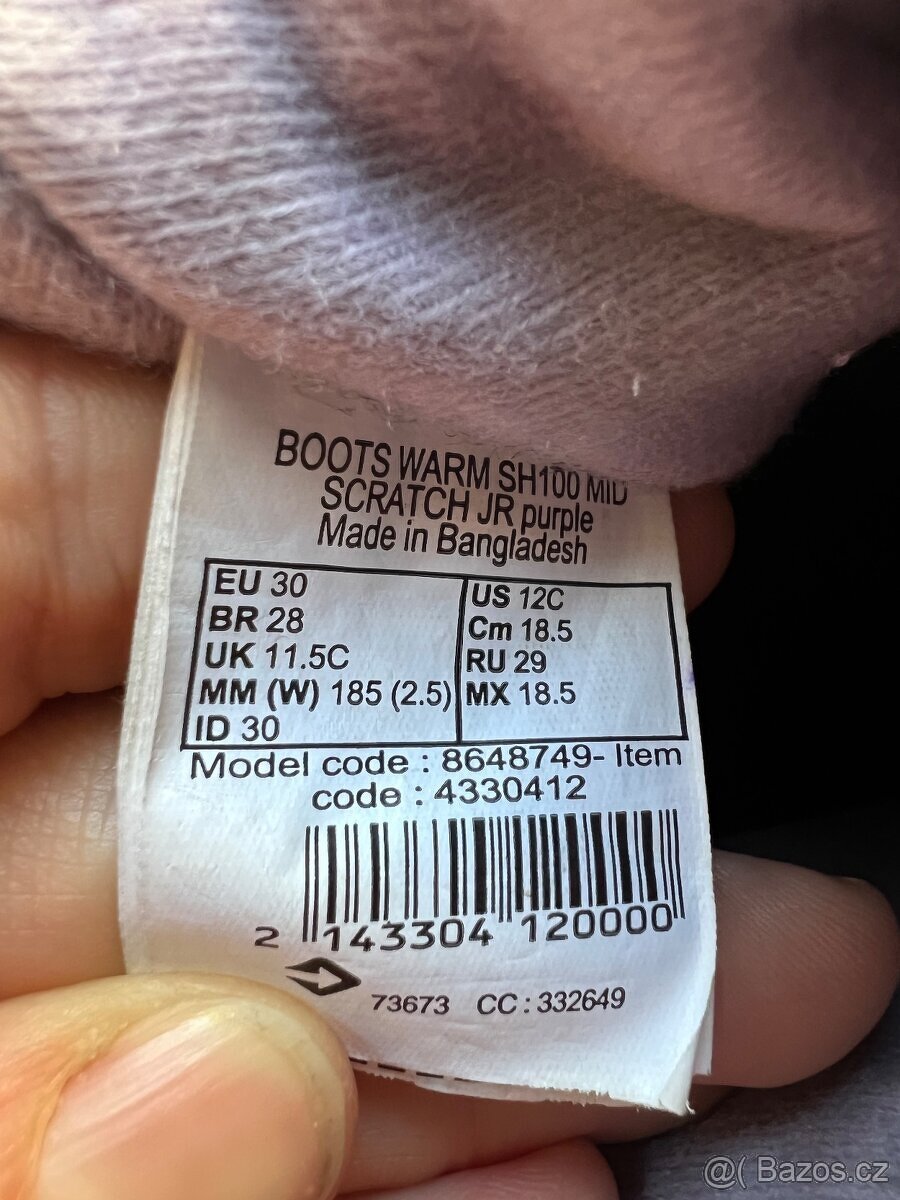 BOOTS WARM SH100 MID
SCRATCH JR purple
Made in Bangladesh
EU 30
BR 28
UK 11.5C
MM (W) 185 (2.5)
ID 30
US 12C
Cm 18.5
RU 29
MX 18.5
Model code : 8648749- Item
code : 4330412
2 143304 120000
73673 CC : 332649
@( Bazos.cz